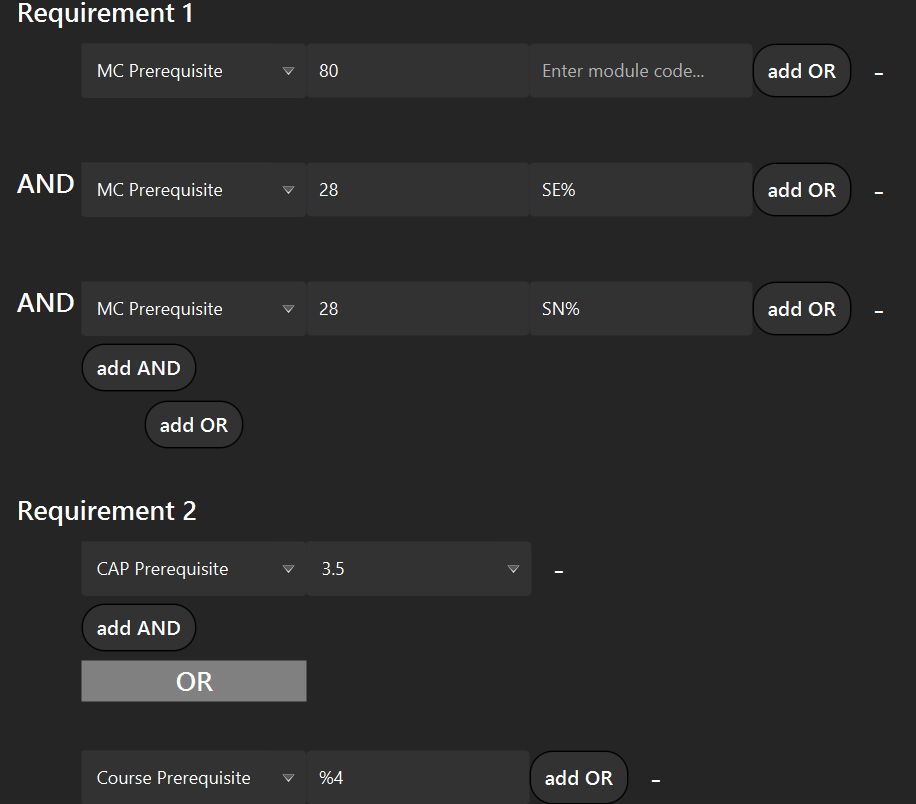 Requirement 1
MC Prerequisite 80 Enter module code... add OR -
AND MC Prerequisite 28 SE% add OR -
AND MC Prerequisite 28 SN% add OR -
add AND
add OR
Requirement 2
CAP Prerequisite 3.5 -
add AND
OR
Course Prerequisite %4 add OR -